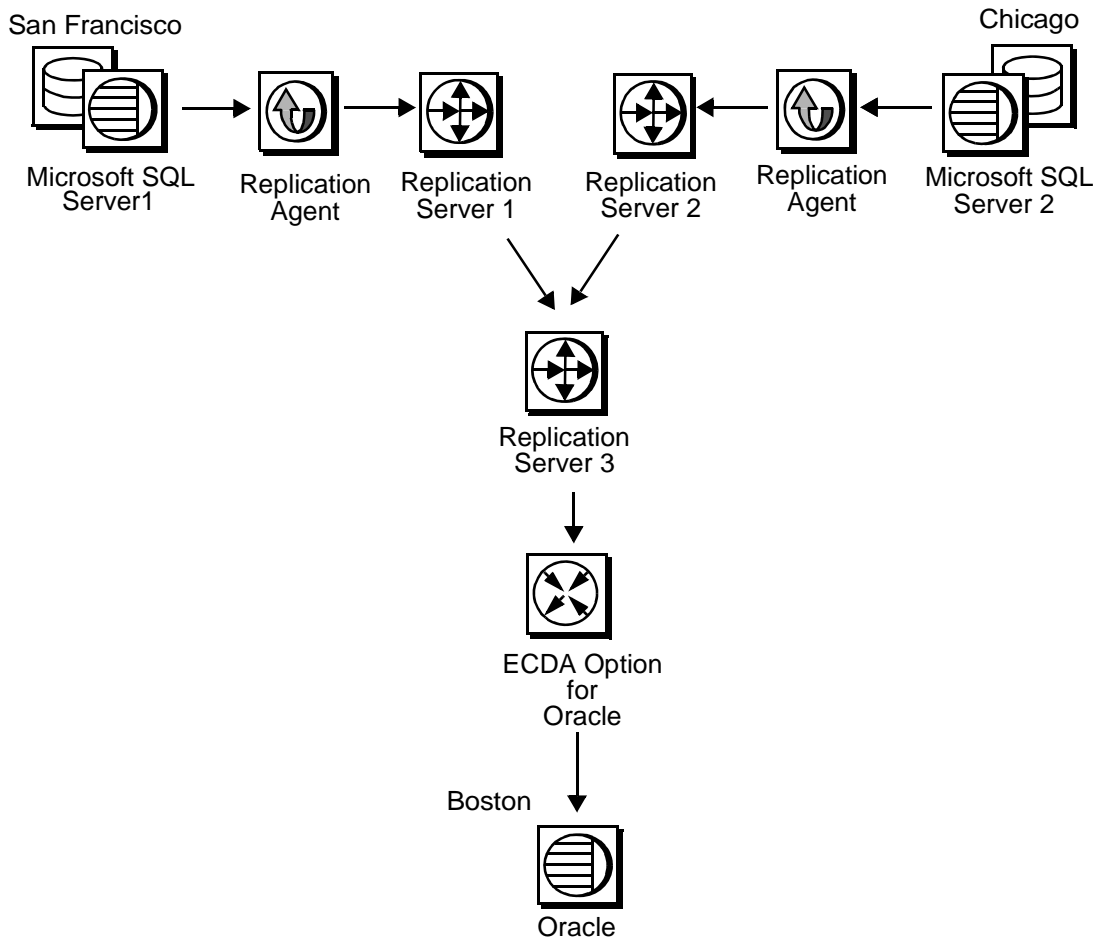 San Francisco
Chicago
Microsoft SQL
Server1
Replication
Agent
Replication
Server 1
Replication
Server 2
Replication
Agent
Microsoft SQL
Server 2
Replication
Server 3
ECDA Option
for
Oracle
Boston
Oracle